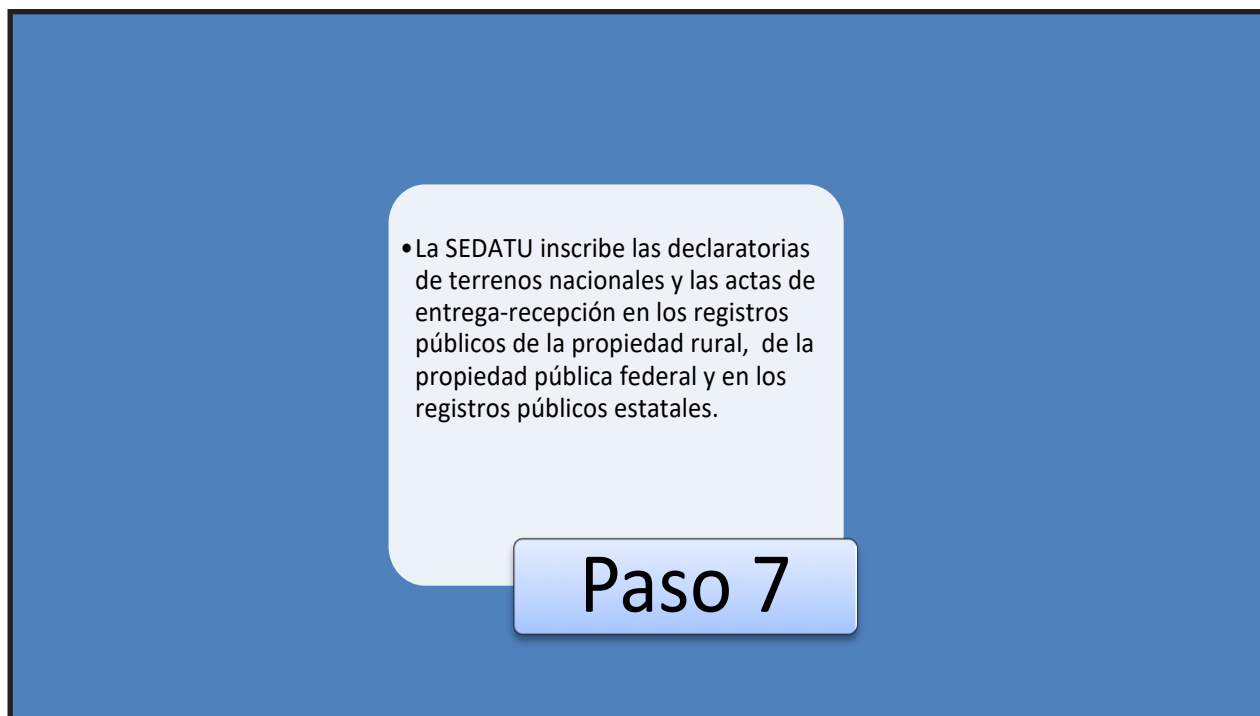 •La SEDATU inscribe las declaratorias
de terrenos nacionales y las actas de
entrega-recepción en los registros
públicos de la propiedad rural,  de la
propiedad pública federal y en los
registros públicos estatales.
Paso 7